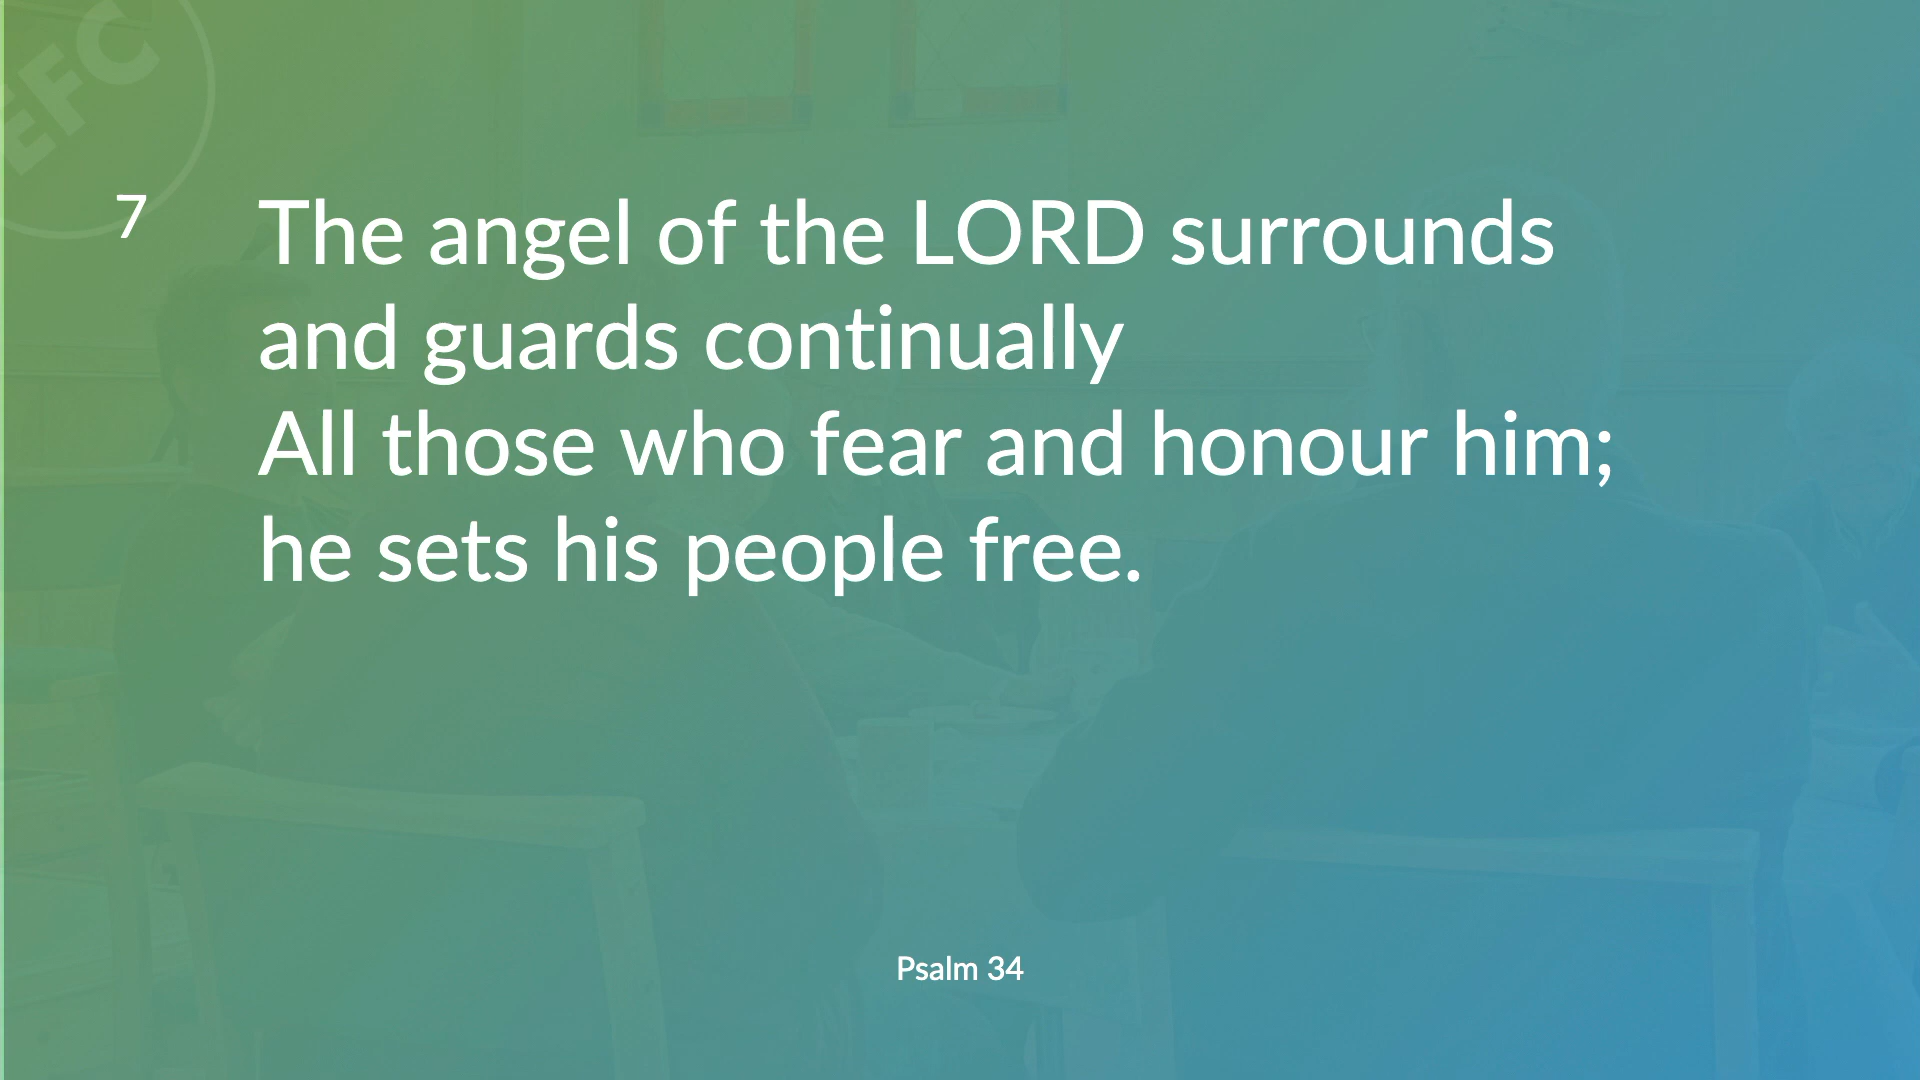 EFC
7 The angel of the LORD surrounds
and guards continually
All those who fear and honour him;
he sets his people free.
Psalm 34